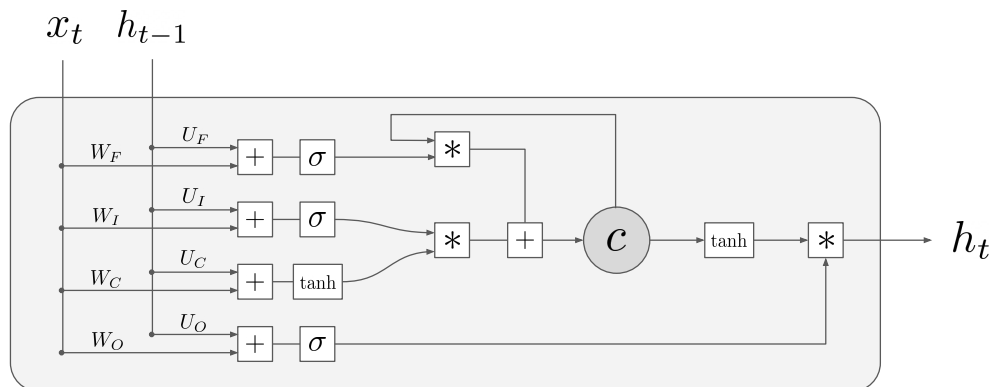 x_t h_{t-1}
U_F
W_F + σ *
U_I
W_I + σ
* + c tanh * h_t
U_C
W_C + tanh
U_O
W_O + σ